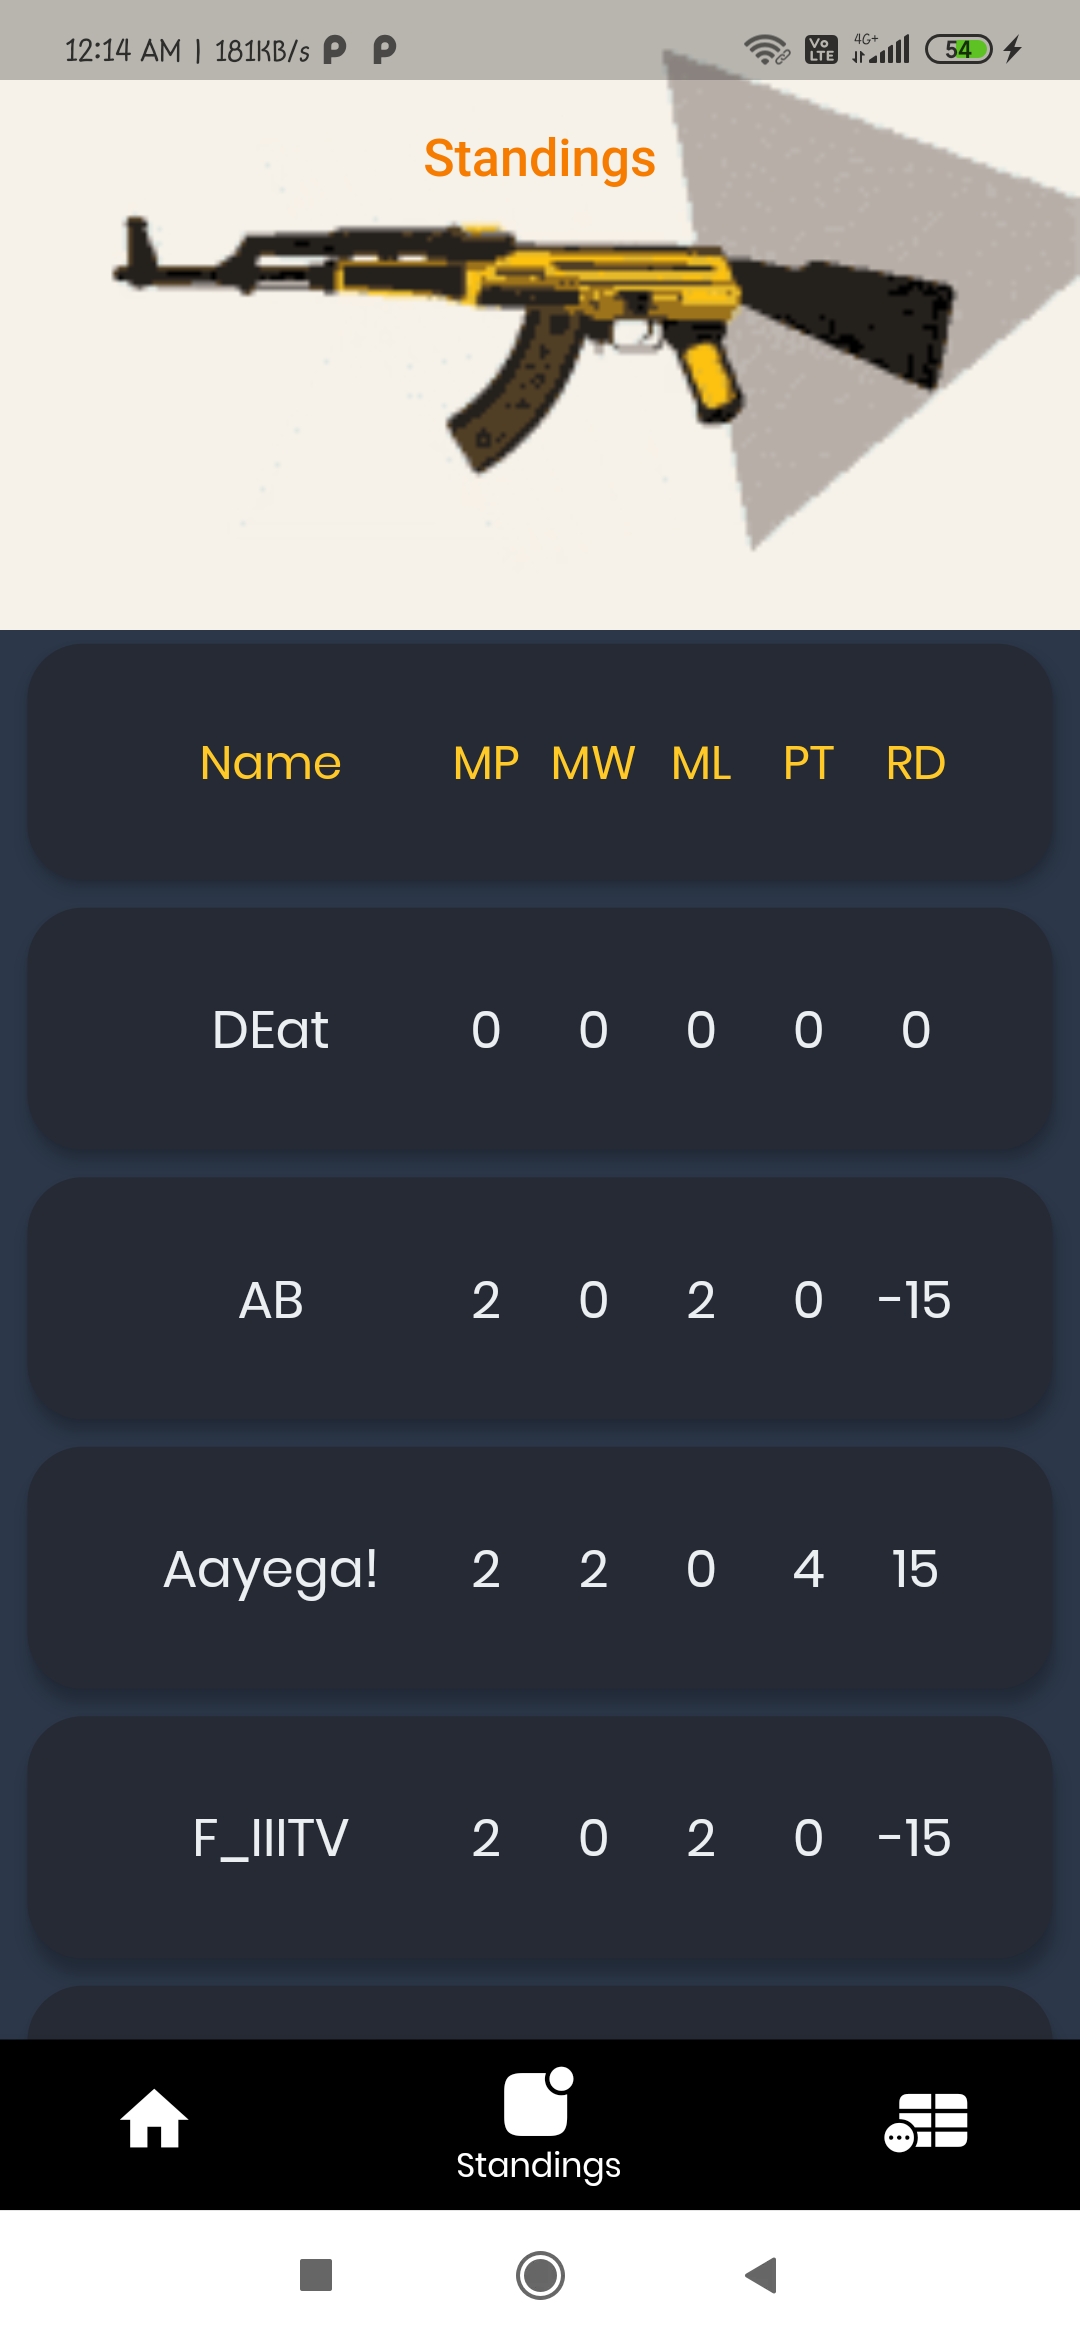 12:14 AM | 181KB/s
Vo LTE 4G+ 54
Standings
Name MP MW ML PT RD
DEat 0 0 0 0 0
AB 2 0 2 0 -15
Aayega! 2 2 0 4 15
F_IIITV 2 0 2 0 -15
Standings